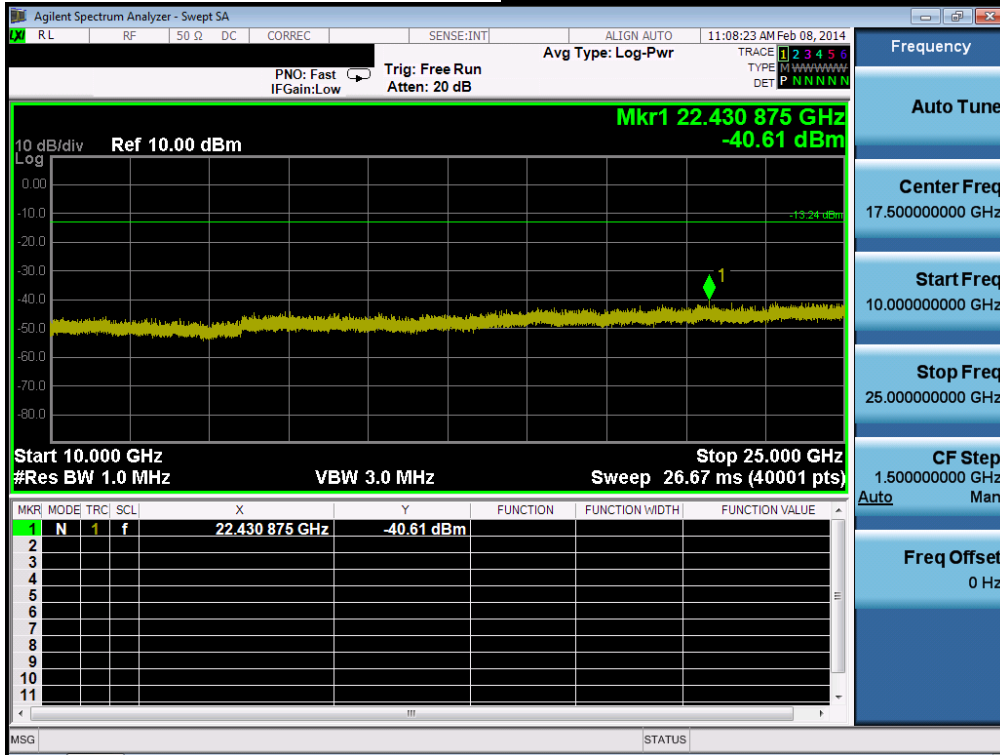 Agilent Spectrum Analyzer - Swept SA
LXI RL RF 50 Ω DC CORREC SENSE:INT ALIGN AUTO 11:08:23 AM Feb 08, 2014
PNO: Fast
IFGain:Low
Trig: Free Run
Atten: 20 dB
Avg Type: Log-Pwr
TRACE 1 2 3 4 5 6
TYPE M W W W W W
DET P N N N N N
Mkr1 22.430 875 GHz
-40.61 dBm
10 dB/div Ref 10.00 dBm
Log
0.00
-10.0
-13.24 dBm
-20.0
-30.0
1
-40.0
-50.0
-60.0
-70.0
-80.0
Start 10.000 GHz Stop 25.000 GHz
#Res BW 1.0 MHz VBW 3.0 MHz Sweep 26.67 ms (40001 pts)
MKR MODE TRC SCL X Y FUNCTION FUNCTION WIDTH FUNCTION VALUE
1 N 1 f 22.430 875 GHz -40.61 dBm
2
3
4
5
6
7
8
9
10
11
MSG STATUS
Frequency
Auto Tune
Center Freq
17.500000000 GHz
Start Freq
10.000000000 GHz
Stop Freq
25.000000000 GHz
CF Step
1.500000000 GHz
Auto Man
Freq Offset
0 Hz